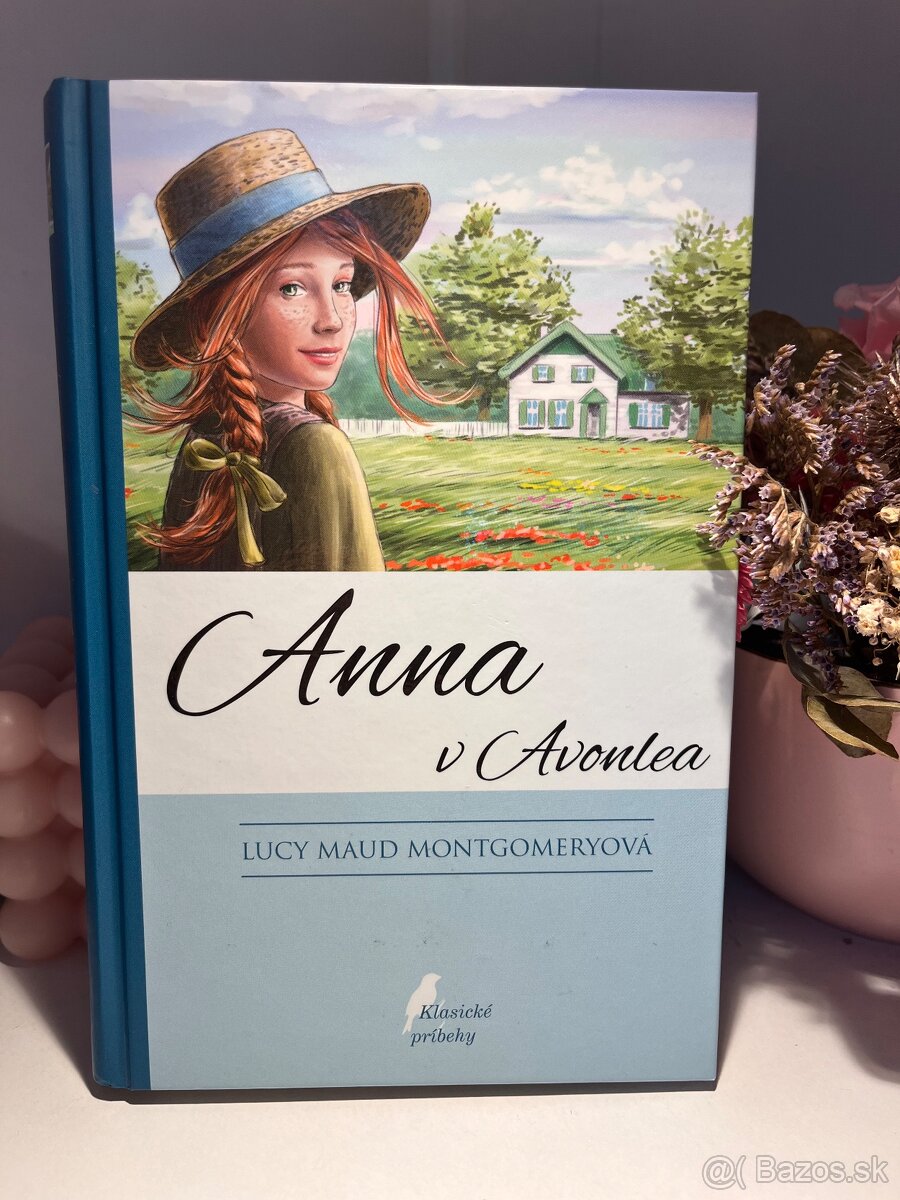 Anna
v Avonlea
LUCY MAUD MONTGOMERYOVÁ
Klasické
príbehy
@( Bazos.sk